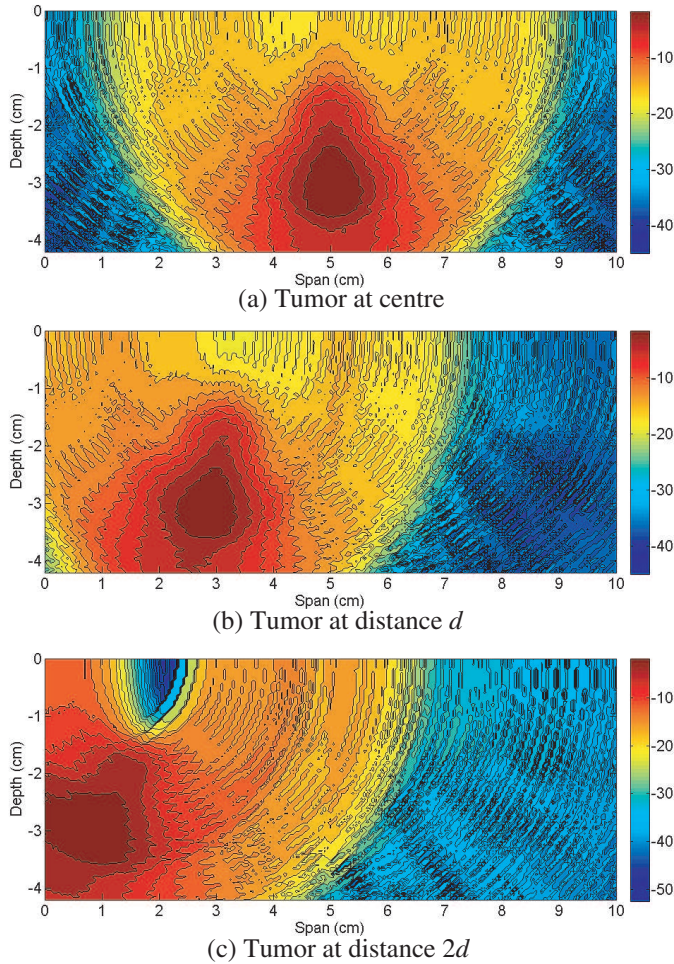 0
-1
-2
-3
-4
Depth (cm)
0 1 2 3 4 5 6 7 8 9 10
Span (cm)
-10
-20
-30
-40
(a) Tumor at centre
0
-1
-2
-3
-4
Depth (cm)
0 1 2 3 4 5 6 7 8 9 10
Span (cm)
-10
-20
-30
-40
(b) Tumor at distance d
0
-1
-2
-3
-4
Depth (cm)
0 1 2 3 4 5 6 7 8 9 10
Span (cm)
-10
-20
-30
-40
-50
(c) Tumor at distance 2d